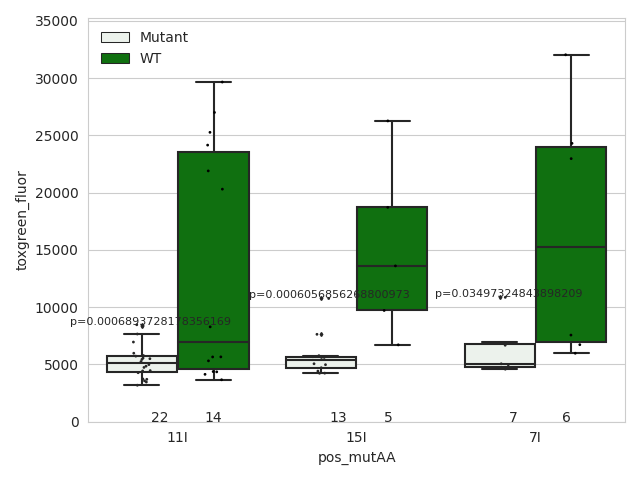 35000
Mutant
WT
30000
25000
20000
15000
10000
5000
0
toxgreen_fluor
p=0.0006893728178356169
p=0.0006056856268800973
p=0.03497324843898209
22 14 13 5 7 6
11I 15I 7I
pos_mutAA